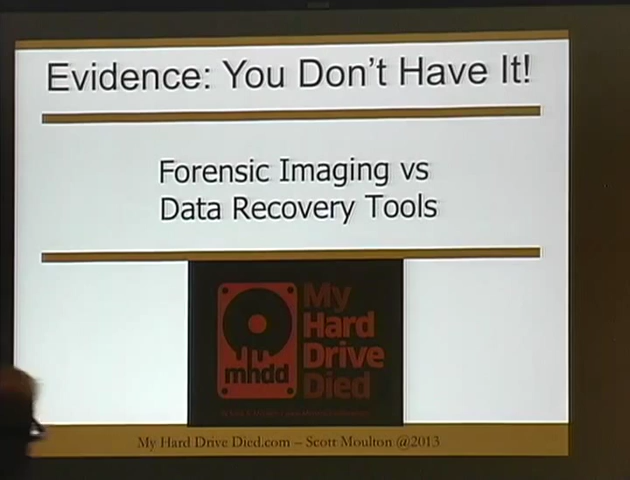 Evidence: You Don't Have It!
Forensic Imaging vs
Data Recovery Tools
My
Hard
Drive
Died
mhdd
My Hard Drive Died.com – Scott Moulton @2013